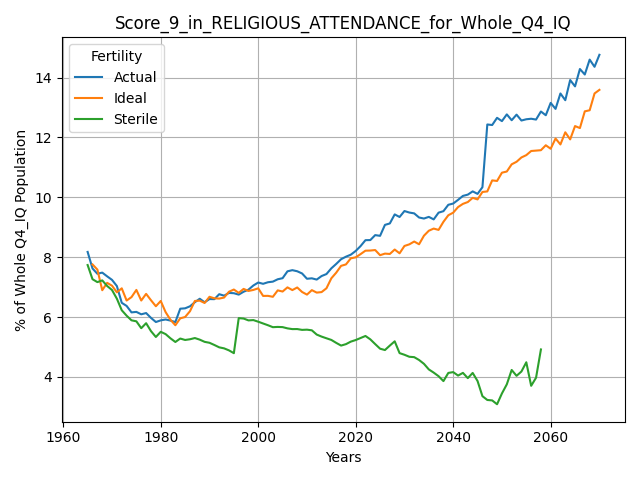 Score_9_in_RELIGIOUS_ATTENDANCE_for_Whole_Q4_IQ
Fertility
Actual
Ideal
Sterile
% of Whole Q4_IQ Population
14
12
10
8
6
4
1960
1980
2000
2020
2040
2060
Years